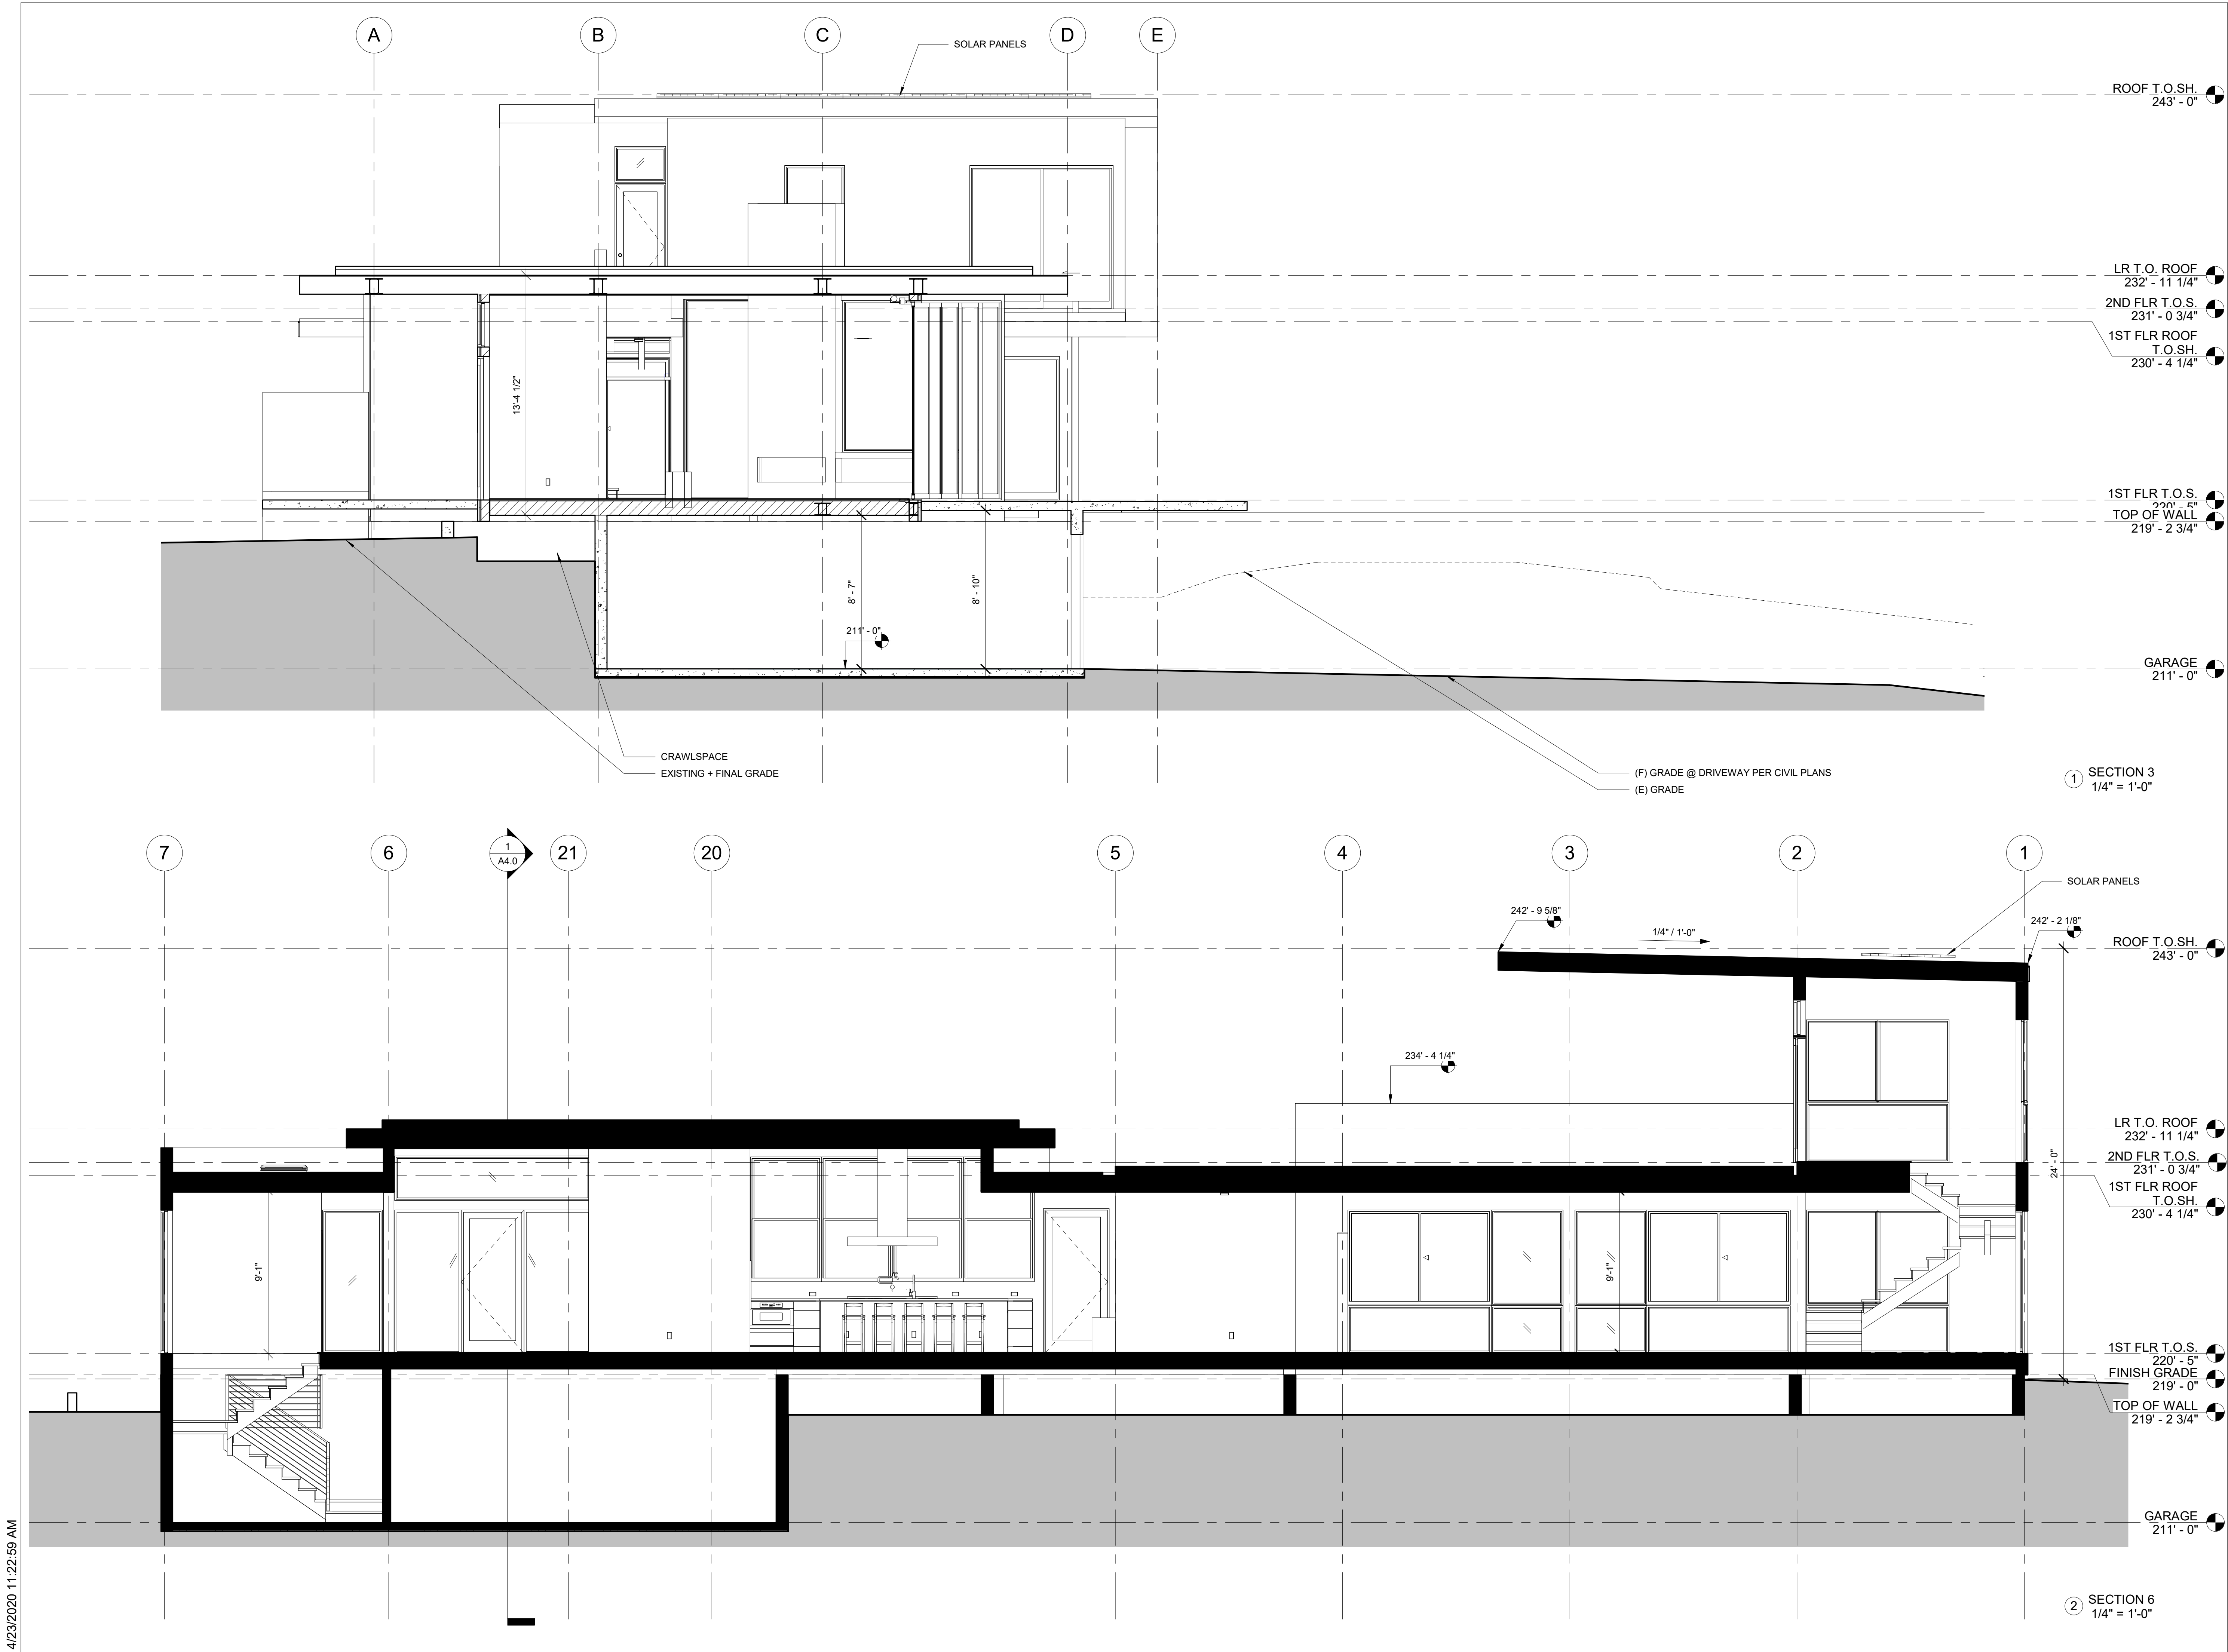 A
B
C
D
E
SOLAR PANELS
ROOF T.O.SH.
243' - 0"
LR T.O. ROOF
232' - 11 1/4"
2ND FLR T.O.S.
231' - 0 3/4"
1ST FLR ROOF
T.O.SH.
230' - 4 1/4"
13'-4 1/2"
1ST FLR T.O.S.
220' - 5"
TOP OF WALL
219' - 2 3/4"
8' - 7"
8' - 10"
211' - 0"
GARAGE
211' - 0"
CRAWLSPACE
EXISTING + FINAL GRADE
(F) GRADE @ DRIVEWAY PER CIVIL PLANS
(E) GRADE
1
SECTION 3
1/4" = 1'-0"
7
6
1
A4.0
21
20
5
4
3
2
1
SOLAR PANELS
242' - 9 5/8"
242' - 2 1/8"
1/4" / 1'-0"
ROOF T.O.SH.
243' - 0"
234' - 4 1/4"
LR T.O. ROOF
232' - 11 1/4"
2ND FLR T.O.S.
231' - 0 3/4"
24' - 0"
1ST FLR ROOF
T.O.SH.
230' - 4 1/4"
9'-1"
9'-1"
1ST FLR T.O.S.
220' - 5"
FINISH GRADE
219' - 0"
TOP OF WALL
219' - 2 3/4"
GARAGE
211' - 0"
2
SECTION 6
1/4" = 1'-0"
4/23/2020 11:22:59 AM